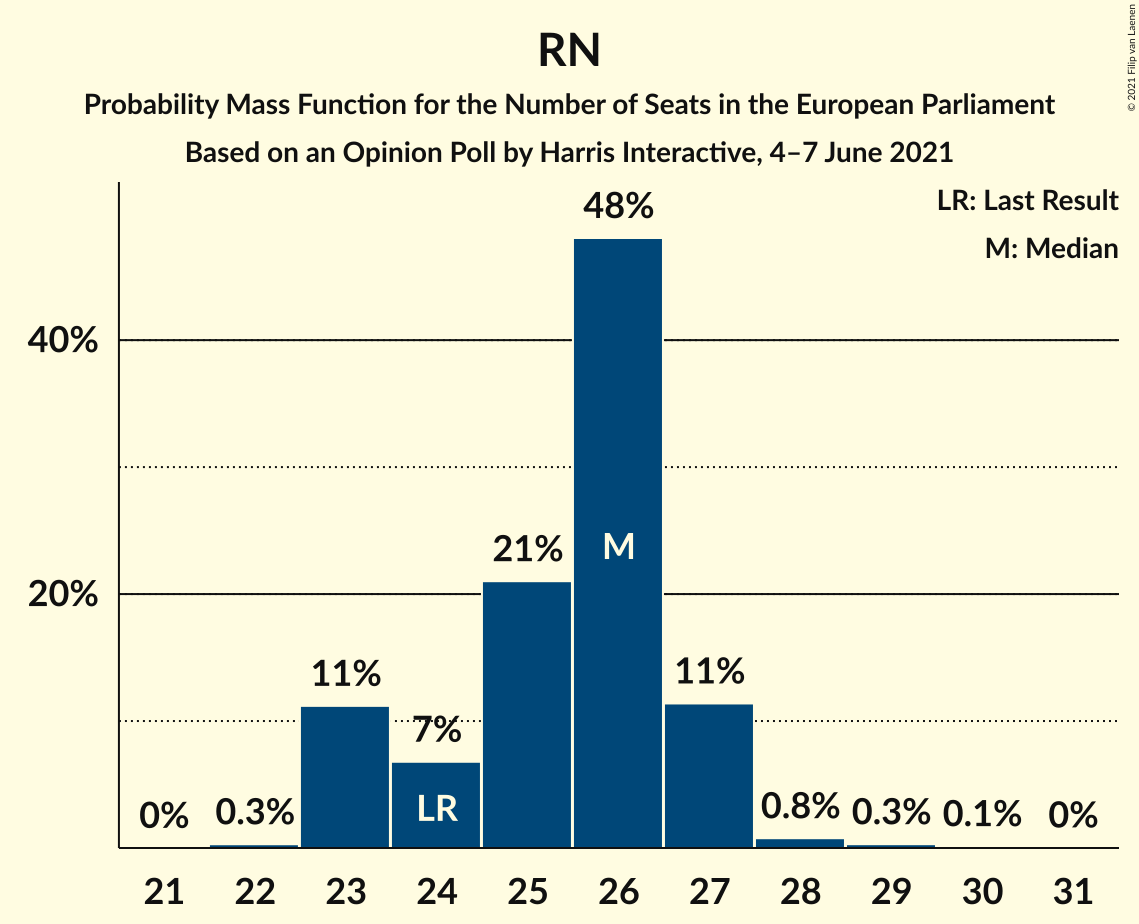 RN
Probability Mass Function for the Number of Seats in the European Parliament
Based on an Opinion Poll by Harris Interactive, 4–7 June 2021
© 2021 Filip van Laenen
LR: Last Result
M: Median
48%
40%
21%
M
20%
11%
11%
7%
LR
0%
0.3%
0.8%
0.3%
0.1%
0%
21 22 23 24 25 26 27 28 29 30 31